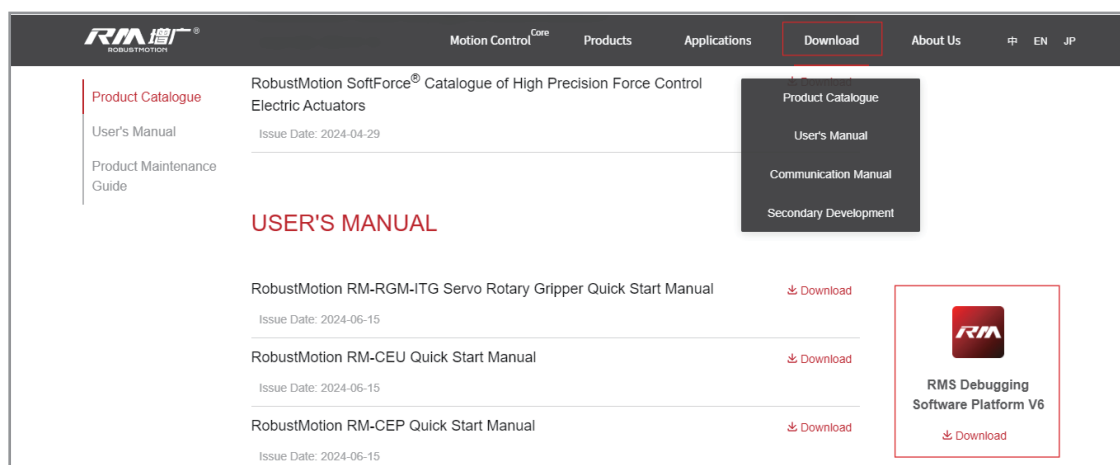 RM 增广®
ROBUSTMOTION
Motion Control Core
Products
Applications
Download
About Us
中 EN JP
Product Catalogue
User's Manual
Product Maintenance
Guide
RobustMotion SoftForce® Catalogue of High Precision Force Control
Electric Actuators
Issue Date: 2024-04-29
Product Catalogue
User's Manual
Communication Manual
Secondary Development
USER'S MANUAL
RobustMotion RM-RGM-ITG Servo Rotary Gripper Quick Start Manual
Download
Issue Date: 2024-06-15
RobustMotion RM-CEU Quick Start Manual
Download
Issue Date: 2024-06-15
RobustMotion RM-CEP Quick Start Manual
Download
Issue Date: 2024-06-15
RM
RMS Debugging
Software Platform V6
Download